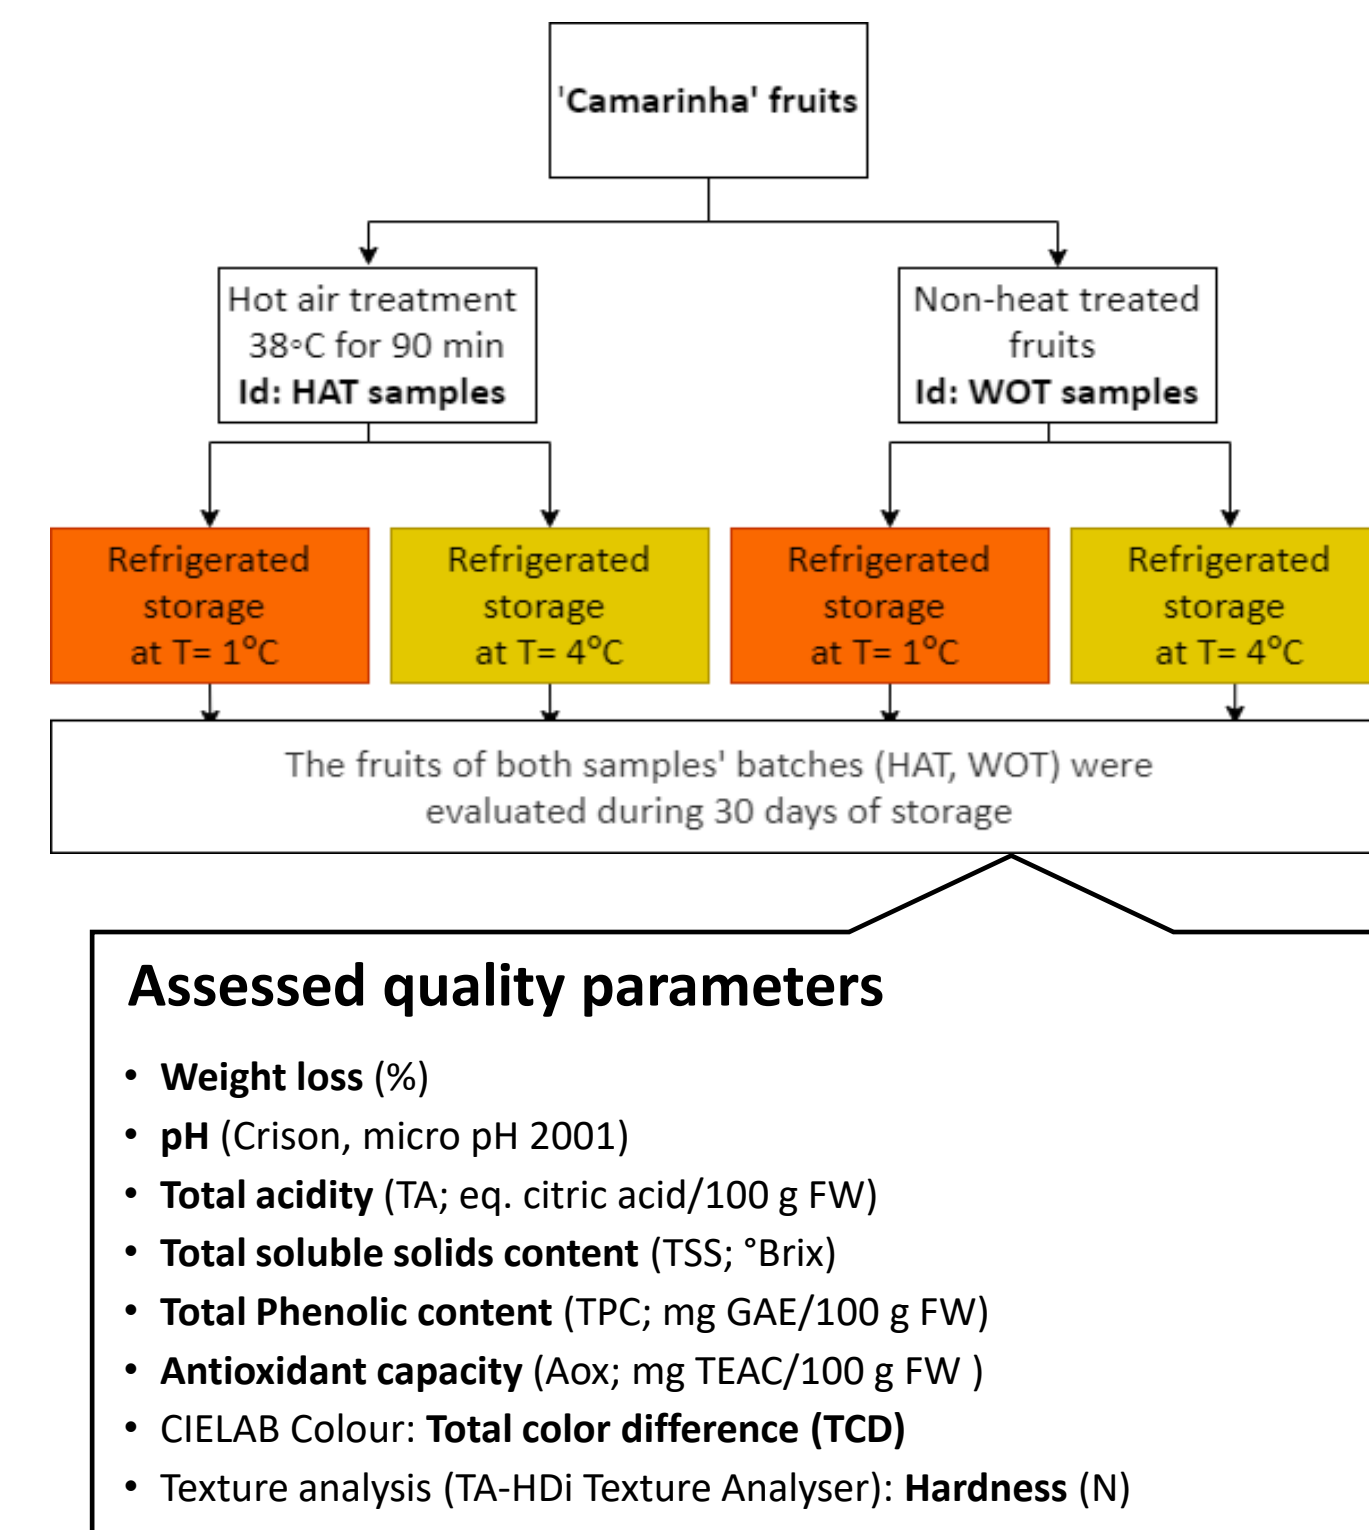 'Camarinha' fruits
Hot air treatment
38∘C for 90 min
Id: HAT samples
Non-heat treated
fruits
Id: WOT samples
Refrigerated
storage
at T= 1⁰C
Refrigerated
storage
at T= 4⁰C
Refrigerated
storage
at T= 1⁰C
Refrigerated
storage
at T= 4⁰C
The fruits of both samples' batches (HAT, WOT) were
evaluated during 30 days of storage
Assessed quality parameters
• Weight loss (%)
• pH (Crison, micro pH 2001)
• Total acidity (TA; eq. citric acid/100 g FW)
• Total soluble solids content (TSS; °Brix)
• Total Phenolic content (TPC; mg GAE/100 g FW)
• Antioxidant capacity (Aox; mg TEAC/100 g FW )
• CIELAB Colour: Total color difference (TCD)
• Texture analysis (TA-HDi Texture Analyser): Hardness (N)